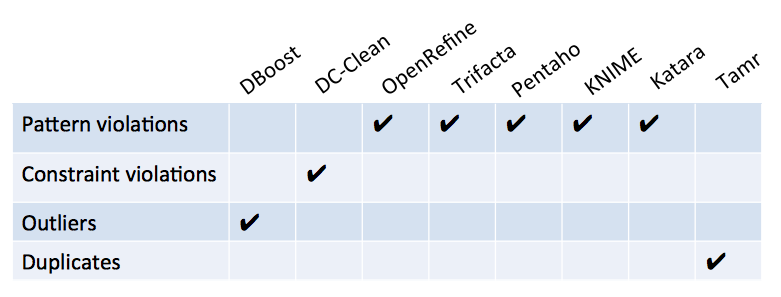 DBoost DC-Clean OpenRefine Trifacta Pentaho KNIME Katara Tamr
Pattern violations ✔ ✔ ✔ ✔ ✔
Constraint violations ✔
Outliers ✔
Duplicates ✔